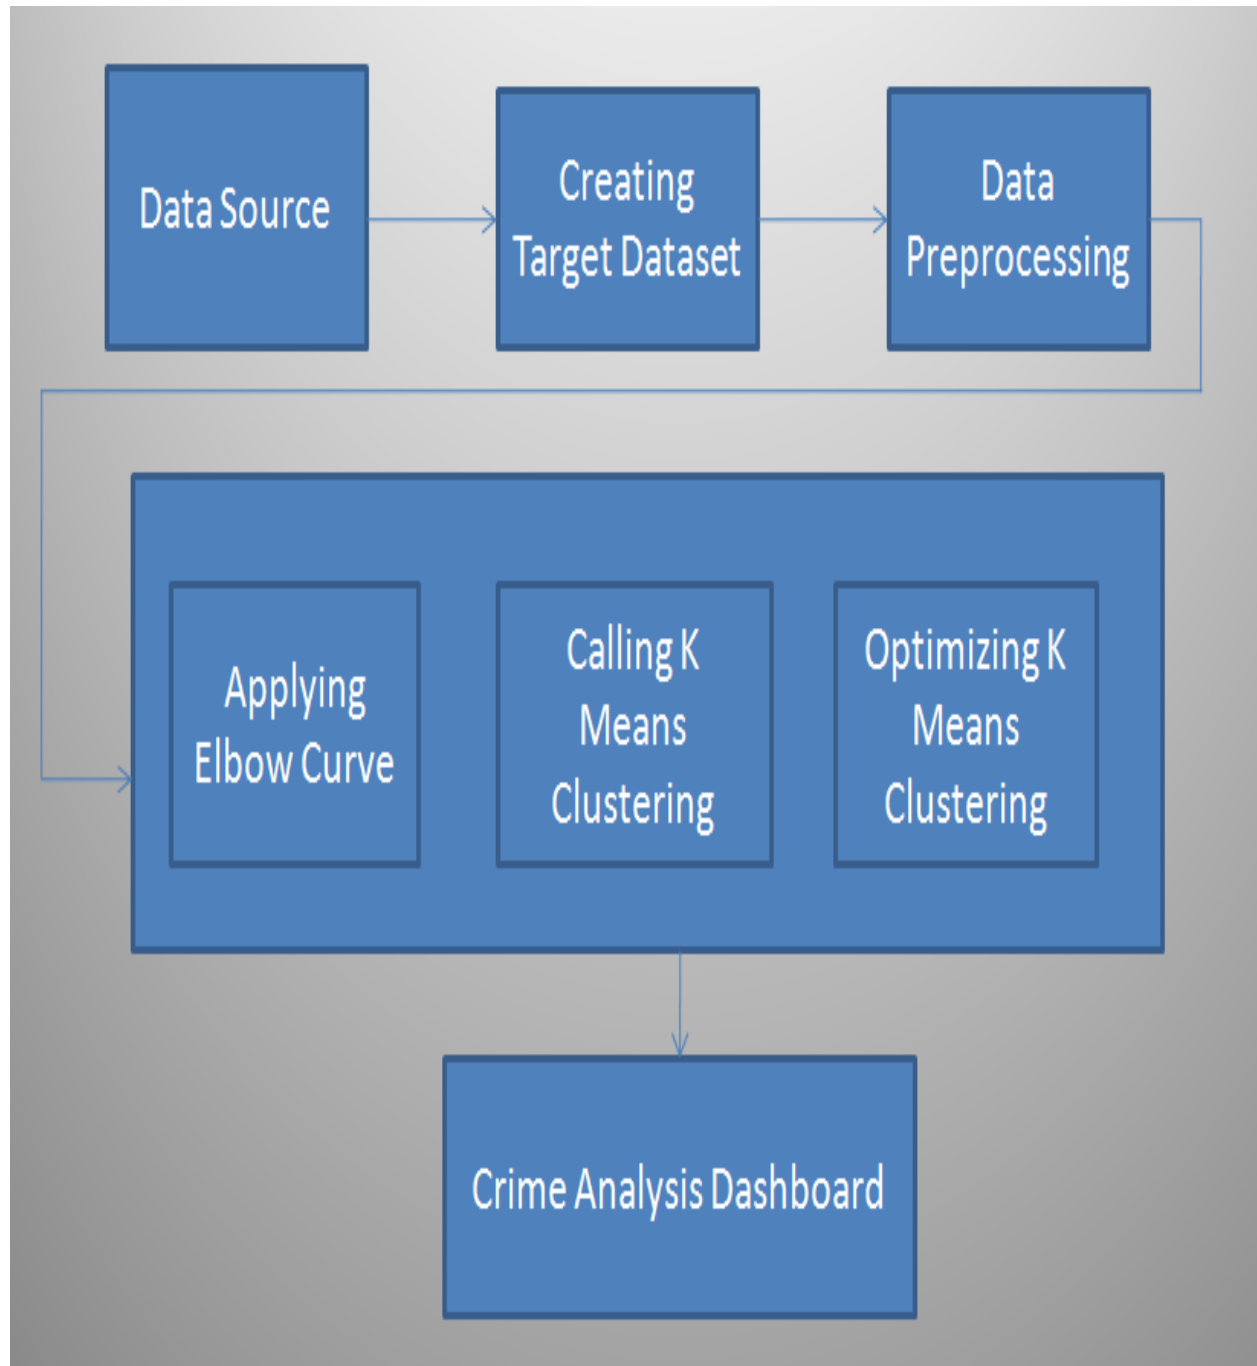 Data Source
Creating
Target Dataset
Data
Preprocessing
Applying
Elbow Curve
Calling K
Means
Clustering
Optimizing K
Means
Clustering
Crime Analysis Dashboard